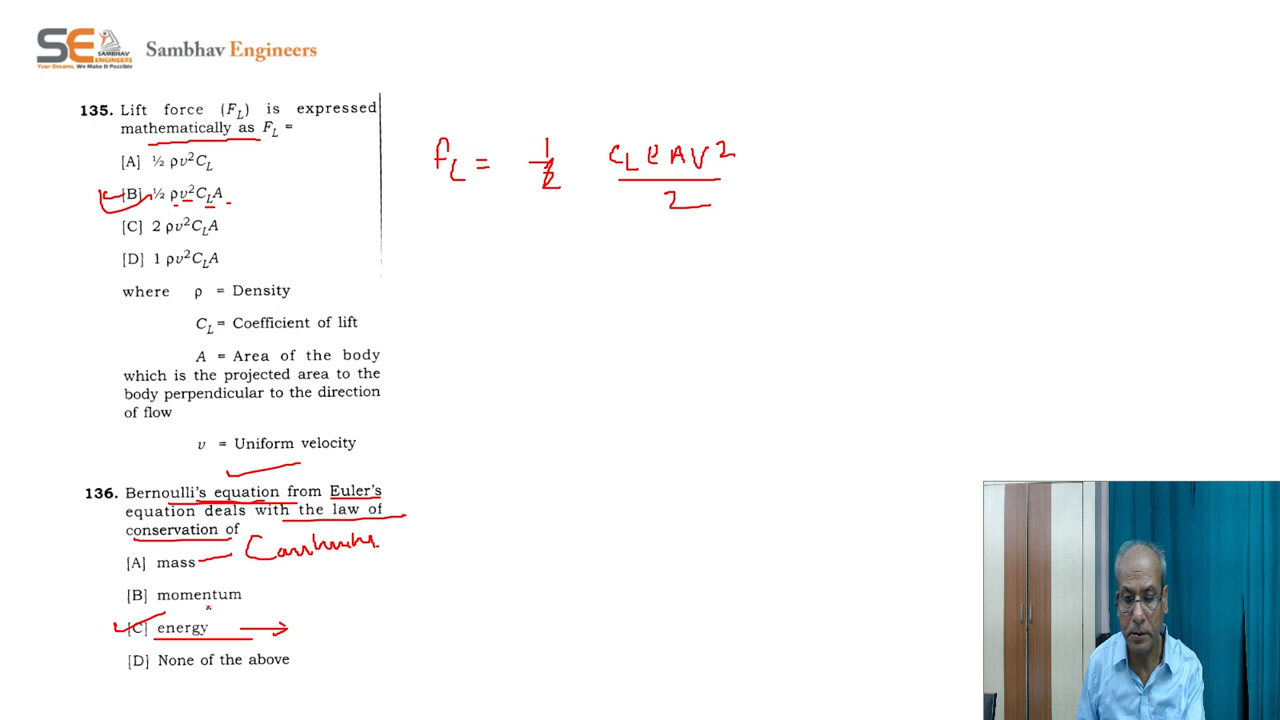 SE
SAMBHAV
ENGINEERS
Your Dreams, We Make It Possible
Sambhav Engineers
135. Lift force (F_L) is expressed
mathematically as F_L =
[A] ½ ρv²C_L
[B] ½ ρv²C_LA
[C] 2 ρv²C_LA
[D] 1 ρv²C_LA
where ρ = Density
C_L = Coefficient of lift
A = Area of the body
which is the projected area to the
body perpendicular to the direction
of flow
v = Uniform velocity
136. Bernoulli's equation from Euler's
equation deals with the law of
conservation of
[A] mass
[B] momentum
[C] energy
[D] None of the above
F_L = 1/2 C_L ρ A V² / 2